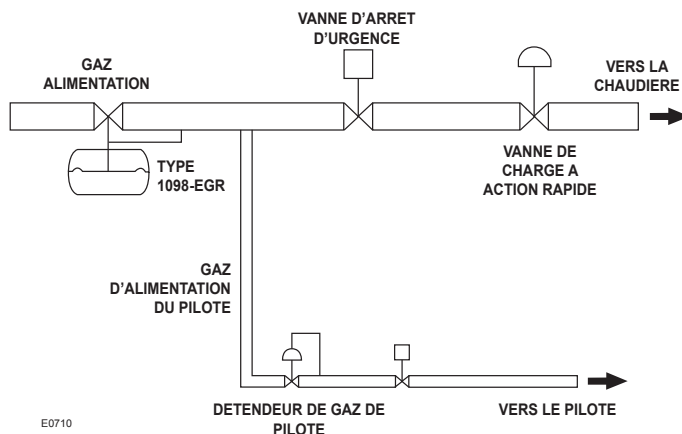 VANNE D'ARRET
D'URGENCE
GAZ
ALIMENTATION
VERS LA
CHAUDIERE
TYPE
1098-EGR
VANNE DE
CHARGE A
ACTION RAPIDE
GAZ
D'ALIMENTATION
DU PILOTE
DETENDEUR DE GAZ DE
PILOTE
VERS LE PILOTE
E0710